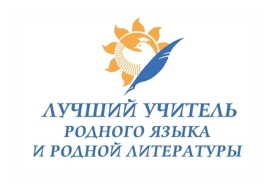 ЛУЧШИЙ УЧИТЕЛЬ
РОДНОГО ЯЗЫКА
И РОДНОЙ ЛИТЕРАТУРЫ